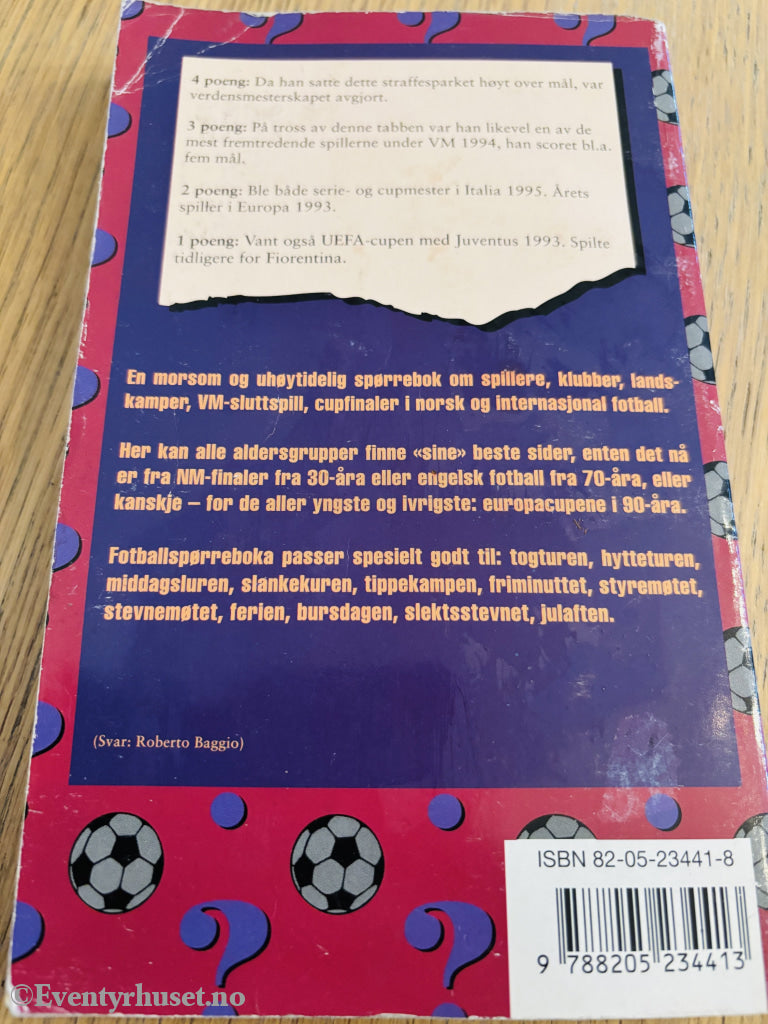 4 poeng: Da han satte dette straffesparket høyt over mål, var
verdensmesterskapet avgjort.
3 poeng: På tross av denne tabben var han likevel en av de
mest fremtredende spillerne under VM 1994, han scoret bl.a.
fem mål.
2 poeng: Ble både serie- og cupmester i Italia 1995. Årets
spiller i Europa 1993.
1 poeng: Vant også UEFA-cupen med Juventus 1993. Spilte
tidligere for Fiorentina.
En morsom og uhøytidelig spørrebok om spillere, klubber, lands-
kamper, VM-sluttspill, cupfinaler i norsk og internasjonal fotball.
Her kan alle aldersgrupper finne «sine» beste sider, enten det nå
er fra NM-finaler fra 30-åra eller engelsk fotball fra 70-åra, eller
kanskje – for de aller yngste og ivrigste: europacupene i 90-åra.
Fotballspørreboka passer spesielt godt til: togturen, hytteturen,
middagsluren, slankekuren, tippekampen, friminuttet, styremøtet,
stevnemøtet, ferien, bursdagen, slektsstevnet, julaften.
(Svar: Roberto Baggio)
ISBN 82-05-23441-8
9 788205 234413
©Eventyrhuset.no